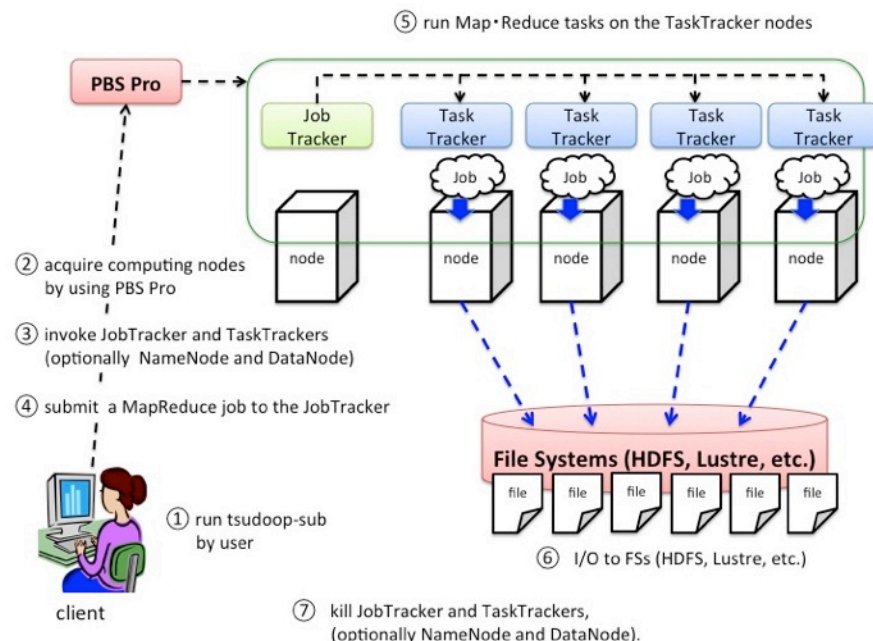 ⑤ run Map・Reduce tasks on the TaskTracker nodes
PBS Pro
Job
Tracker
Task
Tracker
Task
Tracker
Task
Tracker
Task
Tracker
Job
Job
Job
Job
node
node
node
node
node
② acquire computing nodes
by using PBS Pro
③ invoke JobTracker and TaskTrackers
(optionally NameNode and DataNode)
④ submit a MapReduce job to the JobTracker
File Systems (HDFS, Lustre, etc.)
file
file
file
file
file
file
① run tsudoop-sub
by user
⑥ I/O to FSs (HDFS, Lustre, etc.)
client
⑦ kill JobTracker and TaskTrackers,
(optionally NameNode and DataNode).